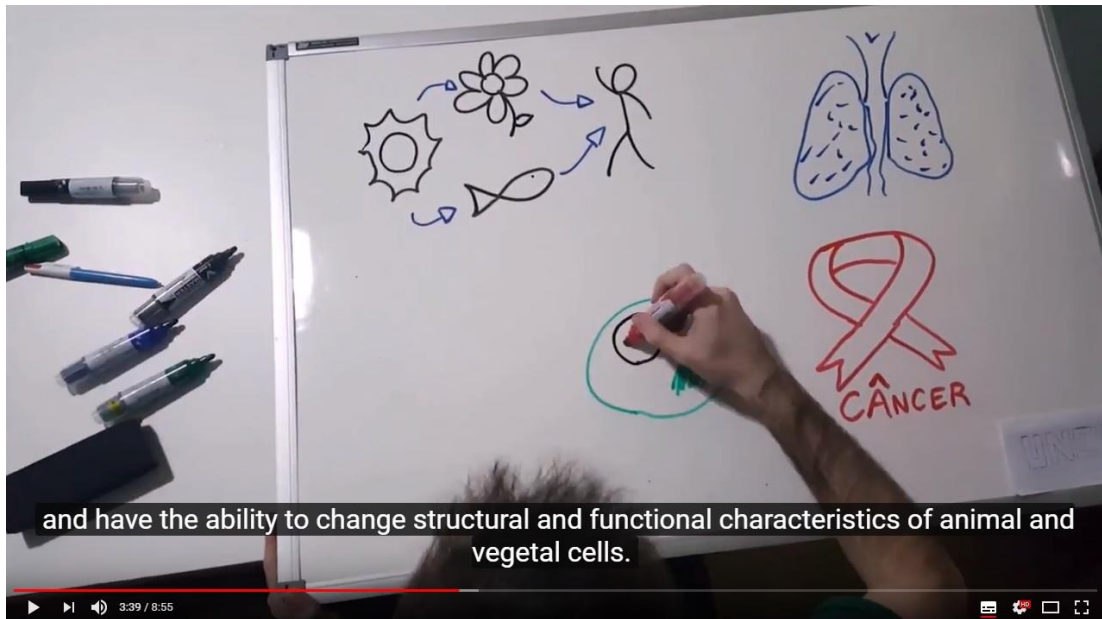 CÂNCER
and have the ability to change structural and functional characteristics of animal and
vegetal cells.
3:39 / 8:55
HD